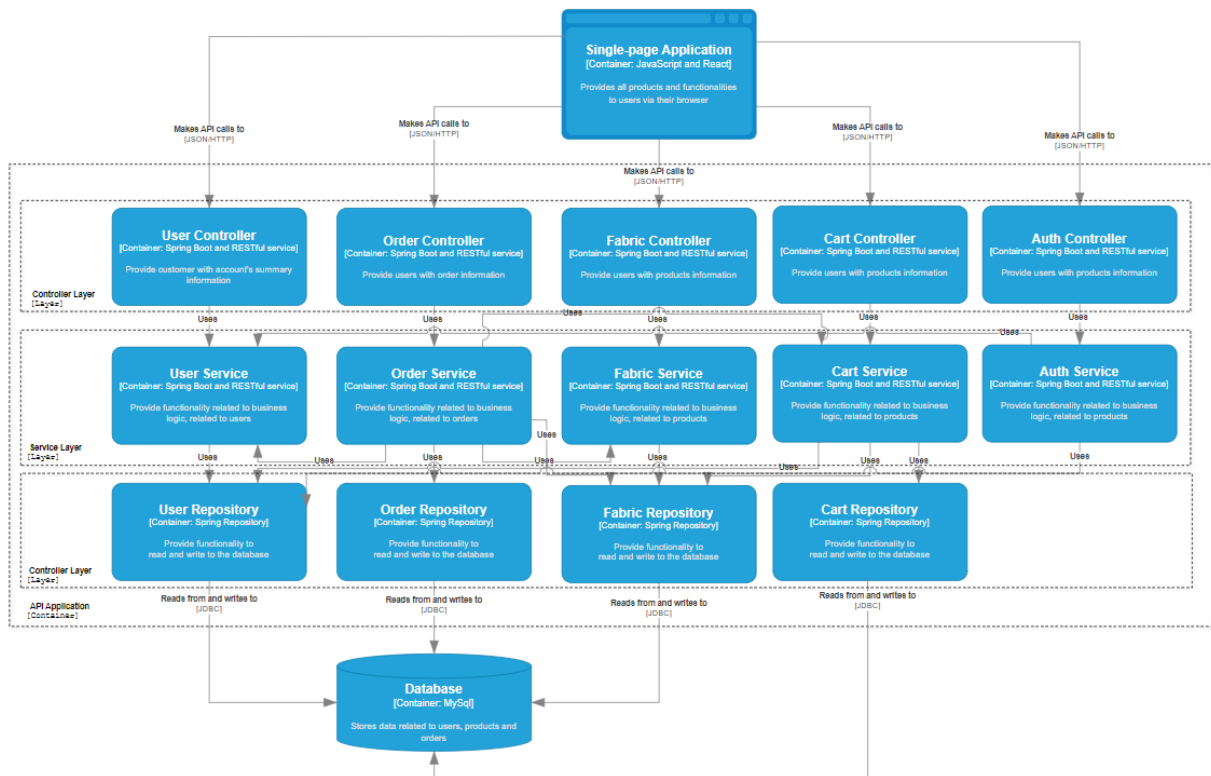 Single-page Application
[Container: JavaScript and React]
Provides all products and functionalities
to users via their browser
Makes API calls to
[JSON/HTTP]
Makes API calls to
[JSON/HTTP]
Makes API calls to
[JSON/HTTP]
Makes API calls to
[JSON/HTTP]
Makes API calls to
[JSON/HTTP]
User Controller
[Container: Spring Boot and RESTful service]
Provide customer with account's summary
information
Order Controller
[Container: Spring Boot and RESTful service]
Provide users with order information
Fabric Controller
[Container: Spring Boot and RESTful service]
Provide users with products information
Cart Controller
[Container: Spring Boot and RESTful service]
Provide users with products information
Auth Controller
[Container: Spring Boot and RESTful service]
Provide users with products information
Controller Layer
[Layer]
Uses
Uses
Uses
Uses
Uses
Uses
Uses
Uses
User Service
[Container: Spring Boot and RESTful service]
Provide functionality related to business
logic, related to users
Order Service
[Container: Spring Boot and RESTful service]
Provide functionality related to business
logic, related to orders
Fabric Service
[Container: Spring Boot and RESTful service]
Provide functionality related to business
logic, related to products
Cart Service
[Container: Spring Boot and RESTful service]
Provide functionality related to business
logic, related to products
Auth Service
[Container: Spring Boot and RESTful service]
Provide functionality related to business
logic, related to products
Service Layer
[Layer]
Uses
Uses
Uses
Uses
Uses
Uses
Uses
Uses
Uses
Uses
Uses
User Repository
[Container: Spring Repository]
Provide functionality to
read and write to the database
Order Repository
[Container: Spring Repository]
Provide functionality to
read and write to the database
Fabric Repository
[Container: Spring Repository]
Provide functionality to
read and write to the database
Cart Repository
[Container: Spring Repository]
Provide functionality to
read and write to the database
Controller Layer
[Layer]
Reads from and writes to
[JDBC]
Reads from and writes to
[JDBC]
Reads from and writes to
[JDBC]
Reads from and writes to
[JDBC]
API Application
[Container]
Database
[Container: MySql]
Stores data related to users, products and
orders